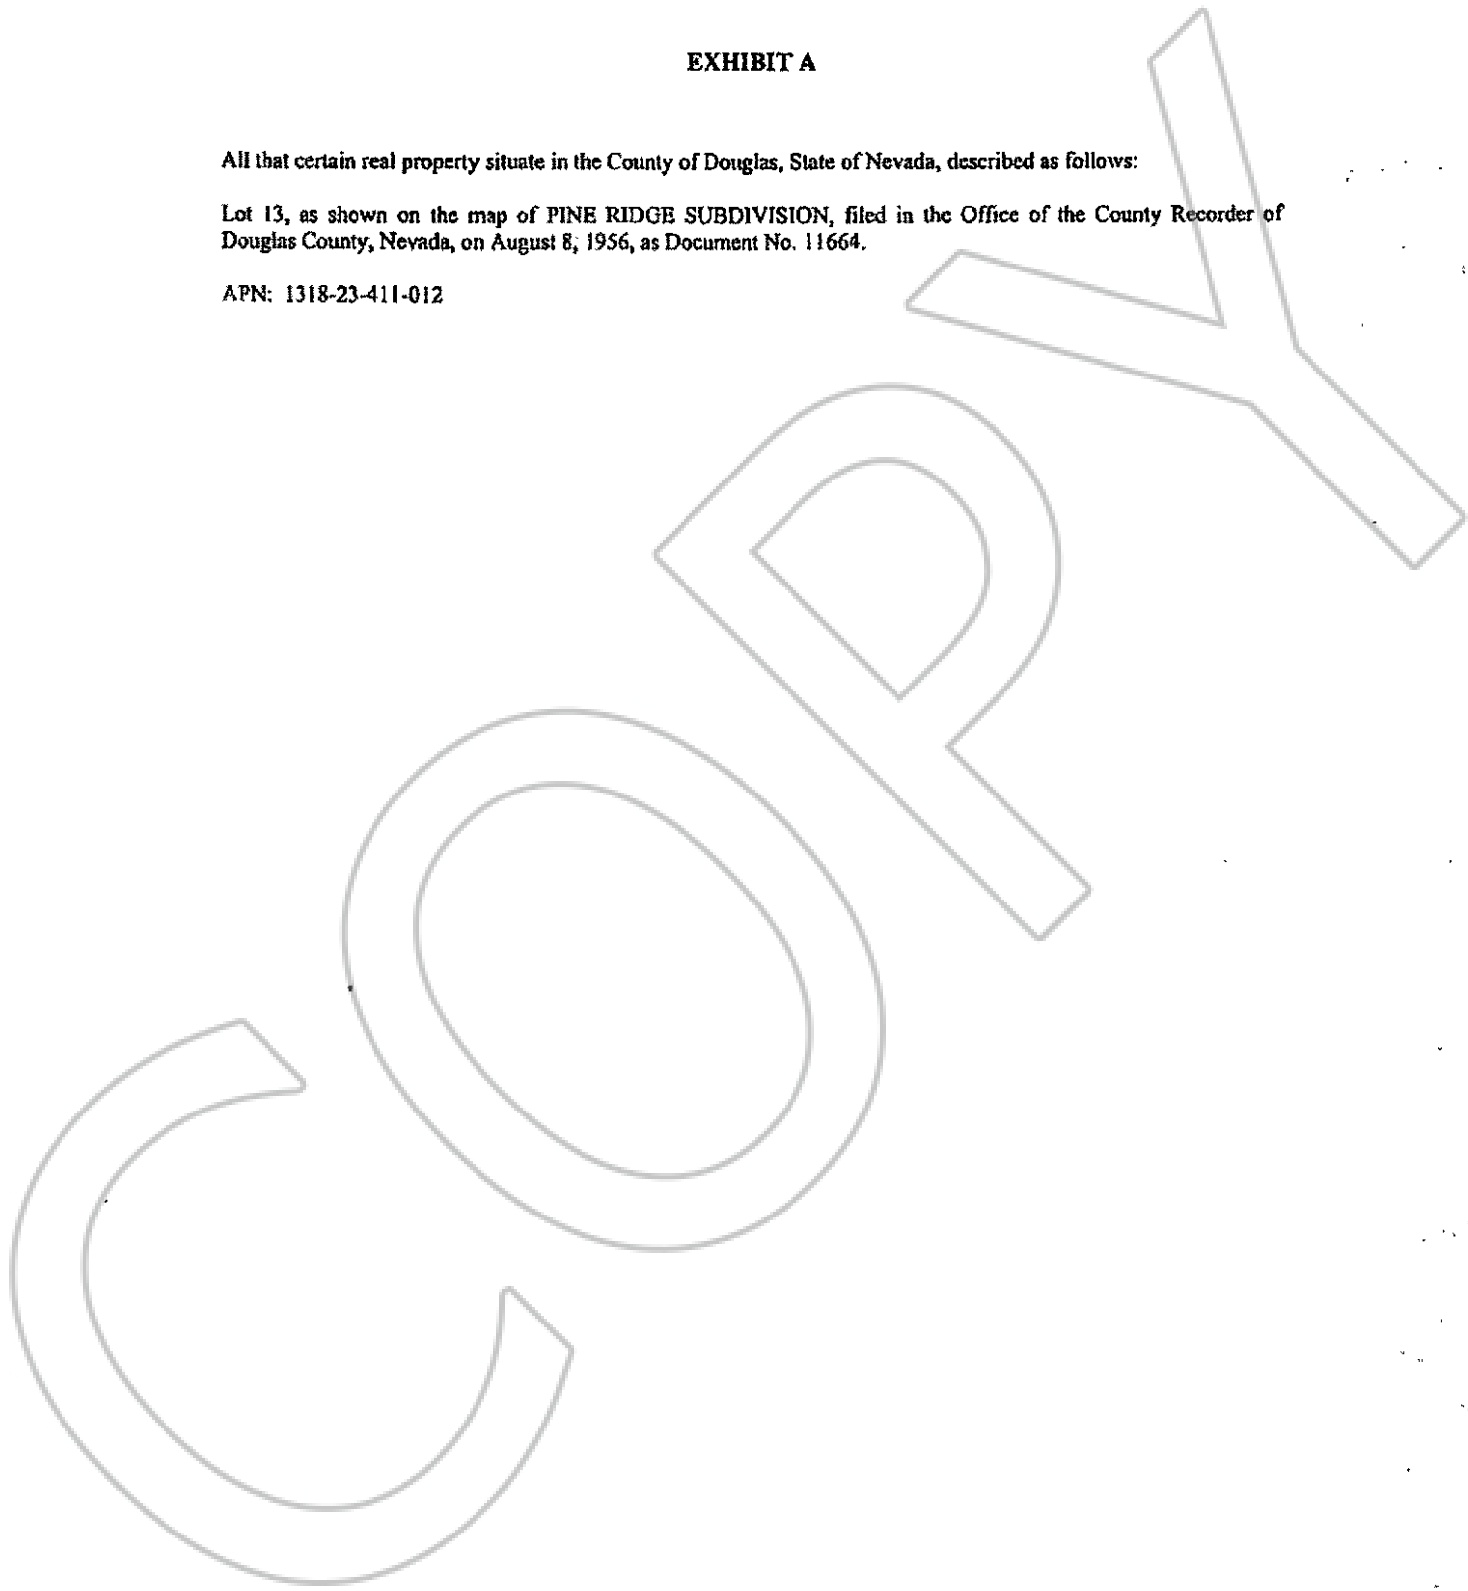 EXHIBIT A
All that certain real property situate in the County of Douglas, State of Nevada, described as follows:
Lot 13, as shown on the map of PINE RIDGE SUBDIVISION, filed in the Office of the County Recorder of
Douglas County, Nevada, on August 8, 1956, as Document No. 11664.
APN: 1318-23-411-012
COPY